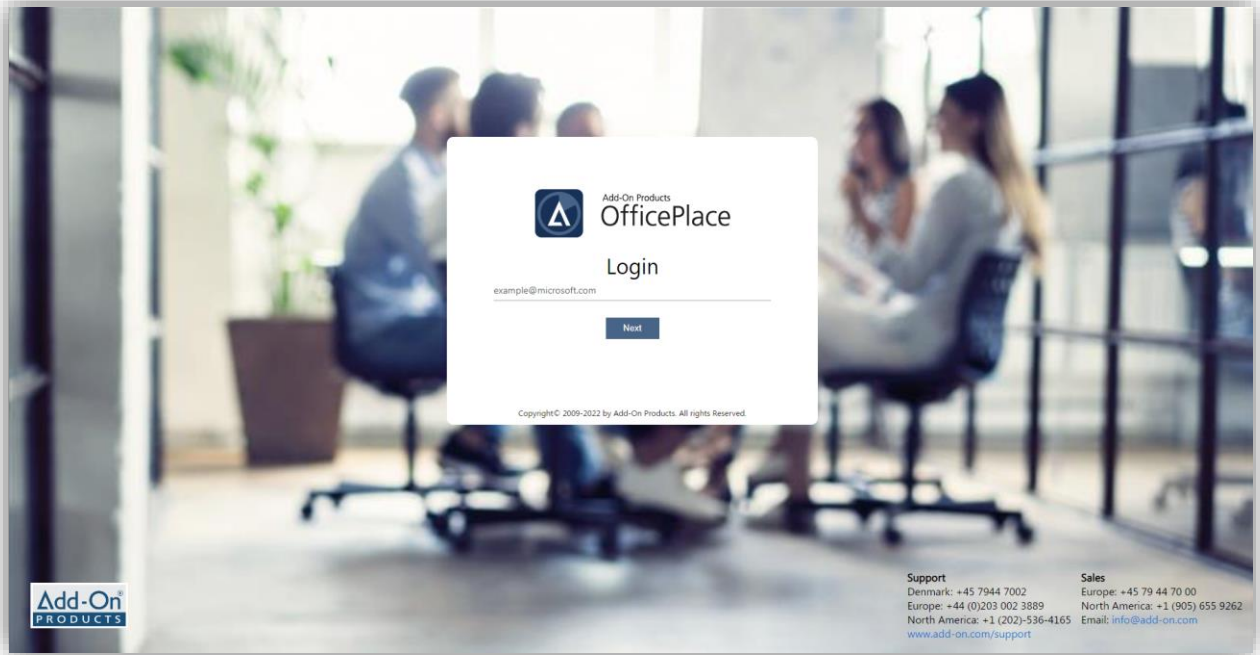 Add-On Products
OfficePlace
Login
example@microsoft.com
Next
Copyright© 2009-2022 by Add-On Products. All rights Reserved.
Add-On®
PRODUCTS
Support
Denmark: +45 7944 7002
Europe: +44 (0)203 002 3889
North America: +1 (202)-536-4165
www.add-on.com/support
Sales
Europe: +45 79 44 70 00
North America: +1 (905) 655 9262
Email: info@add-on.com